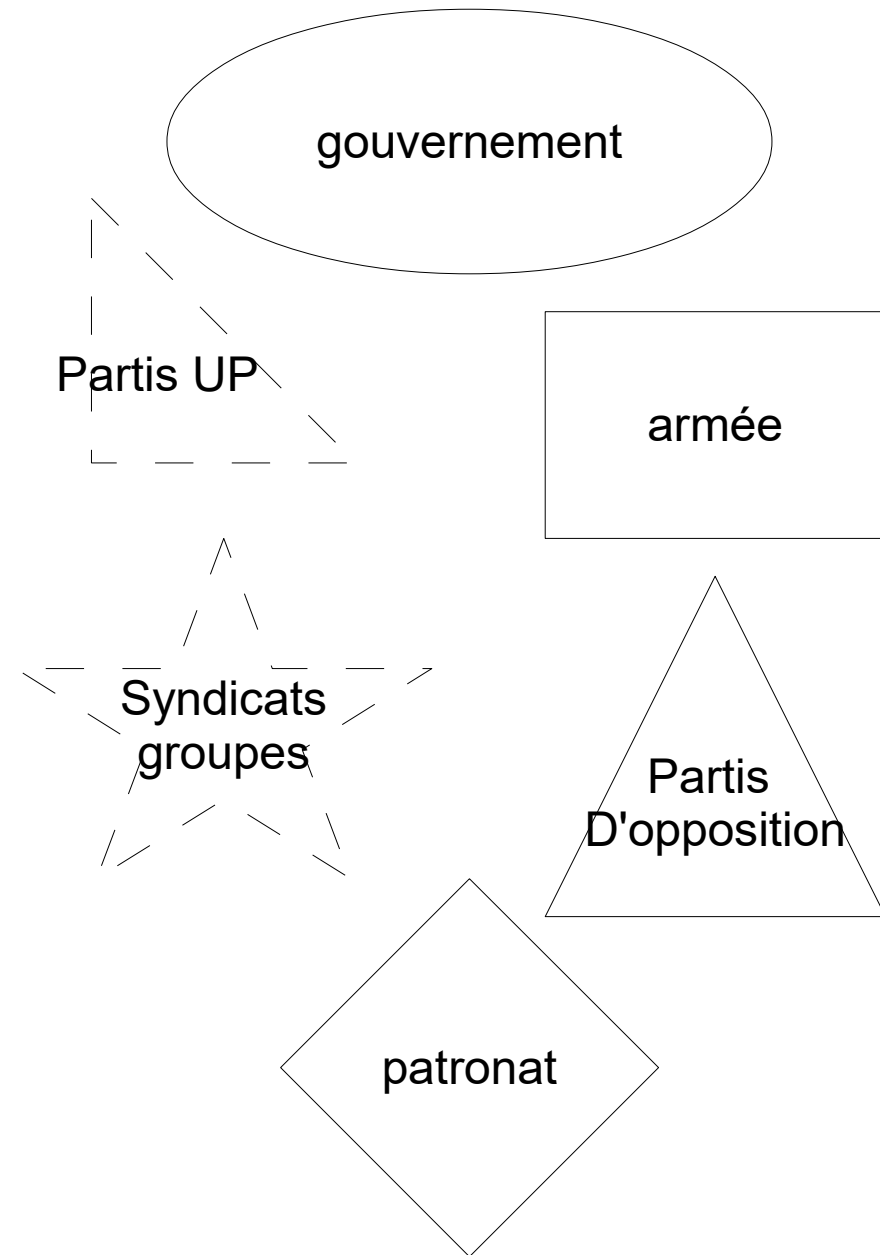 gouvernement
Partis UP
armée
Syndicats
groupes
Partis
D'opposition
patronat